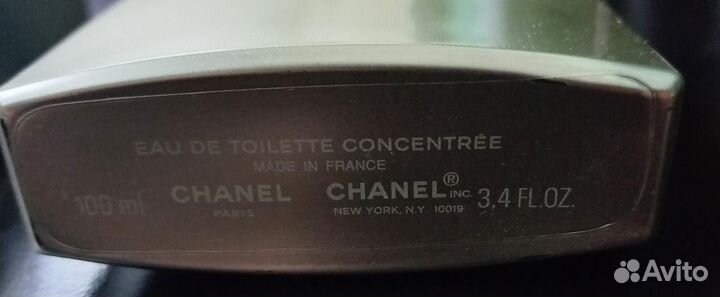 EAU DE TOILETTE CONCENTRÉE
MADE IN FRANCE
100 ml CHANEL CHANEL® INC. 3.4 FL.OZ.
PARIS NEW YORK, N.Y. 10019
Avito